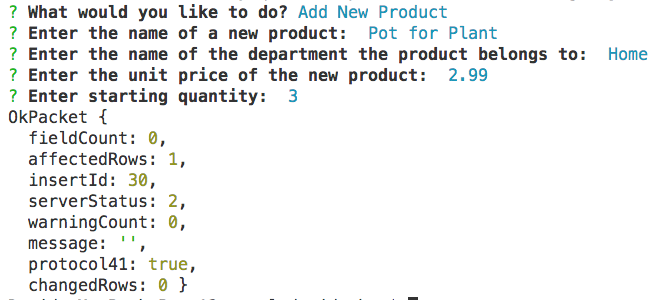 ? What would you like to do? Add New Product
? Enter the name of a new product:  Pot for Plant
? Enter the name of the department the product belongs to:  Home
? Enter the unit price of the new product:  2.99
? Enter starting quantity:  3
OkPacket {
  fieldCount: 0,
  affectedRows: 1,
  insertId: 30,
  serverStatus: 2,
  warningCount: 0,
  message: '',
  protocol41: true,
  changedRows: 0 }